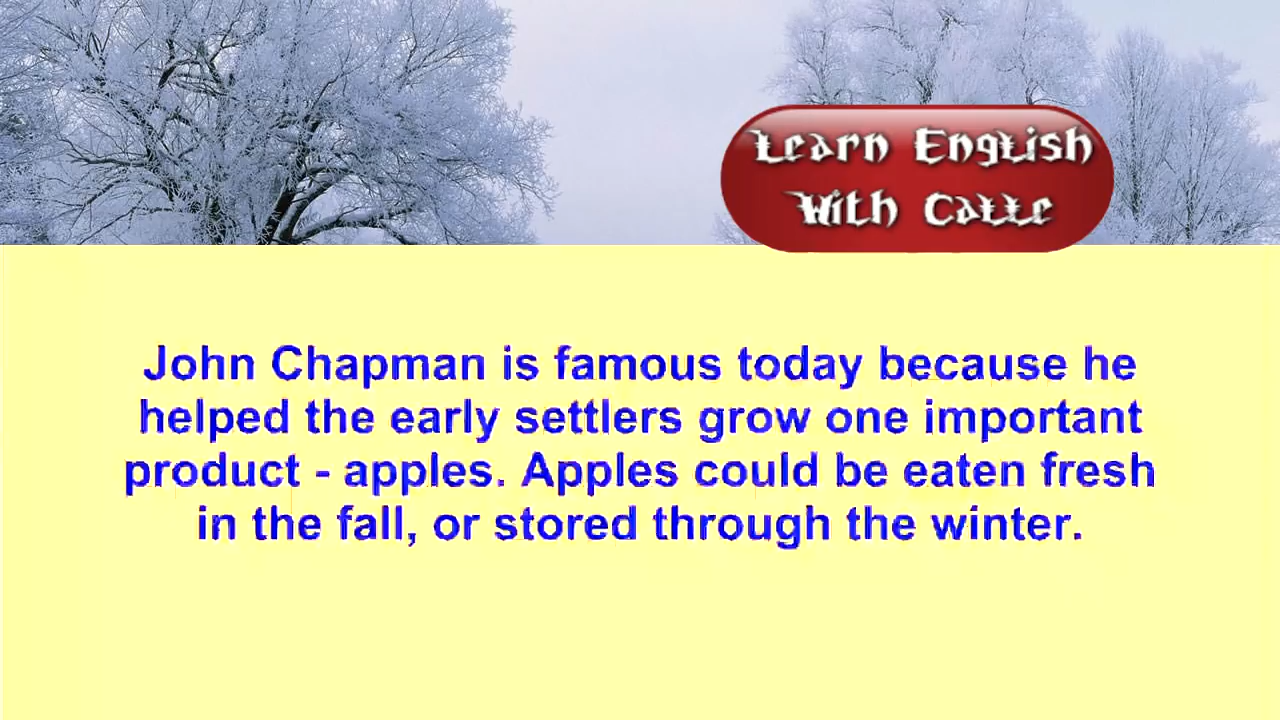 Learn English
With Catte
John Chapman is famous today because he
helped the early settlers grow one important
product - apples. Apples could be eaten fresh
in the fall, or stored through the winter.